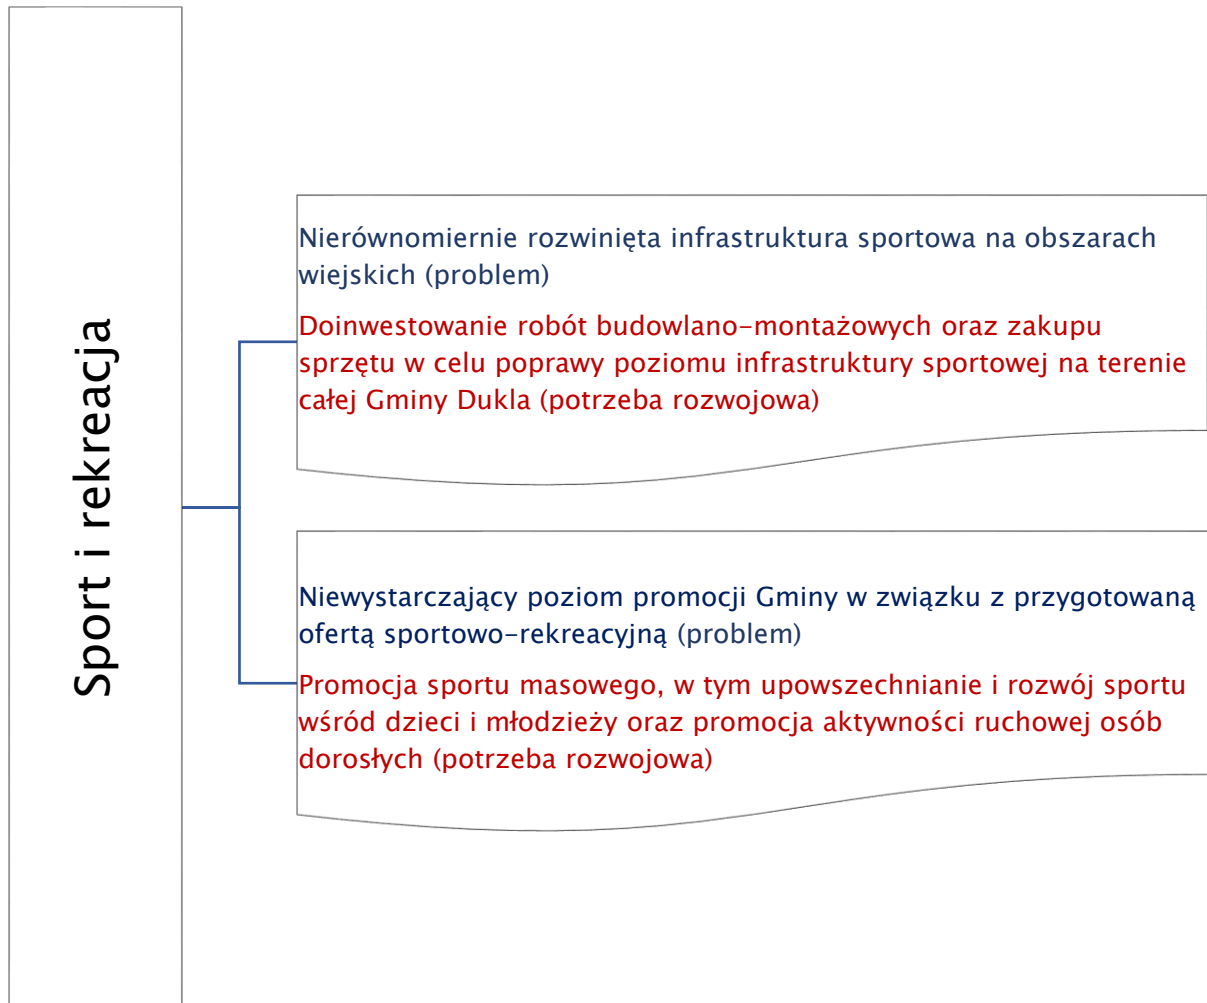 Sport i rekreacja
Nierównomiernie rozwinięta infrastruktura sportowa na obszarach
wiejskich (problem)
Doinwestowanie robót budowlano-montażowych oraz zakupu
sprzętu w celu poprawy poziomu infrastruktury sportowej na terenie
całej Gminy Dukla (potrzeba rozwojowa)
Niewystarczający poziom promocji Gminy w związku z przygotowaną
ofertą sportowo-rekreacyjną (problem)
Promocja sportu masowego, w tym upowszechnianie i rozwój sportu
wśród dzieci i młodzieży oraz promocja aktywności ruchowej osób
dorosłych (potrzeba rozwojowa)